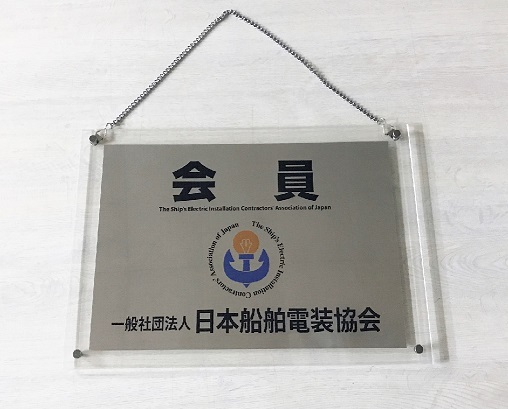 会員
The Ship's Electric Installation Contractors' Association of Japan
The Ship's Electric Installation Contractors' Association of Japan
一般社団法人 日本船舶電装協会